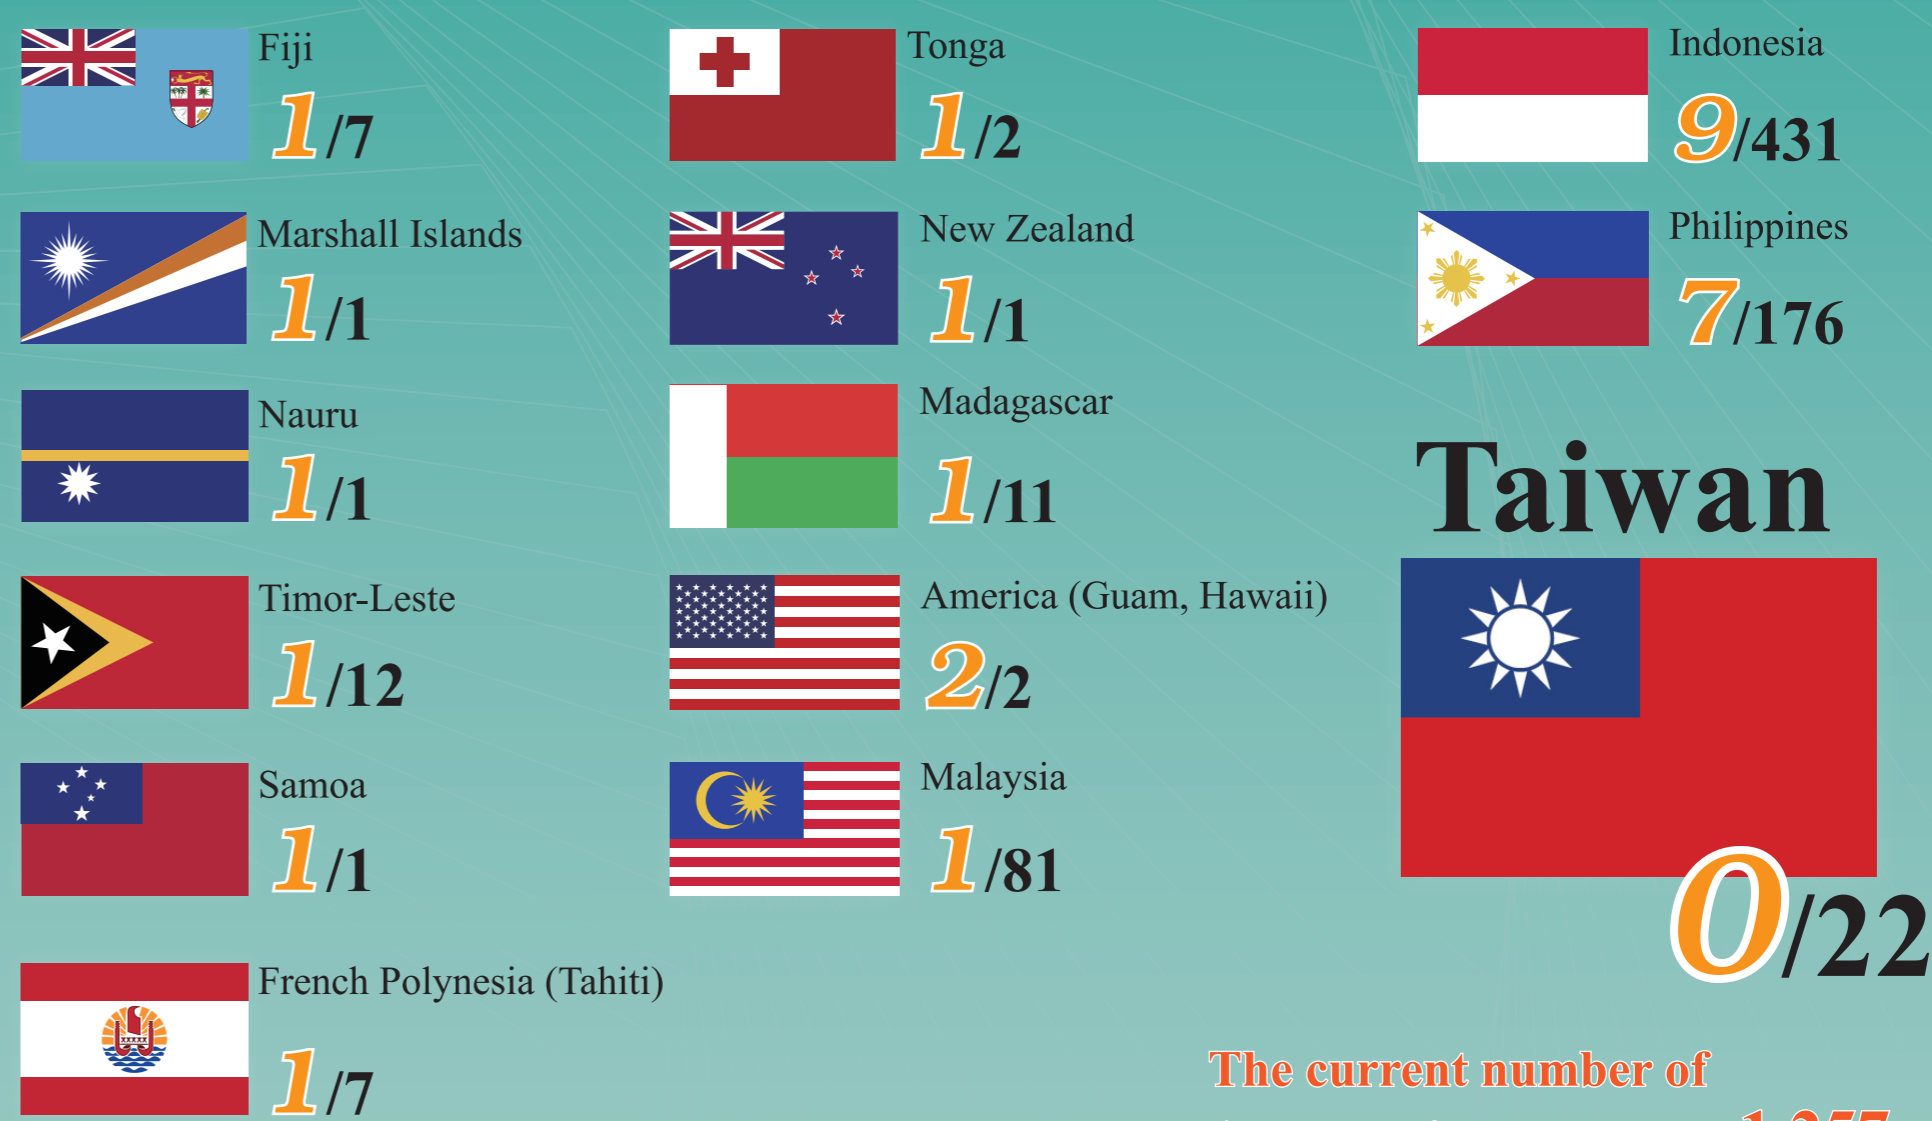 Fiji
1/7
Marshall Islands
1/1
Nauru
1/1
Timor-Leste
1/12
Samoa
1/1
French Polynesia (Tahiti)
1/7
Tonga
1/2
New Zealand
1/1
Madagascar
1/11
America (Guam, Hawaii)
2/2
Malaysia
1/81
Indonesia
9/431
Philippines
7/176
Taiwan
0/22
The current number of